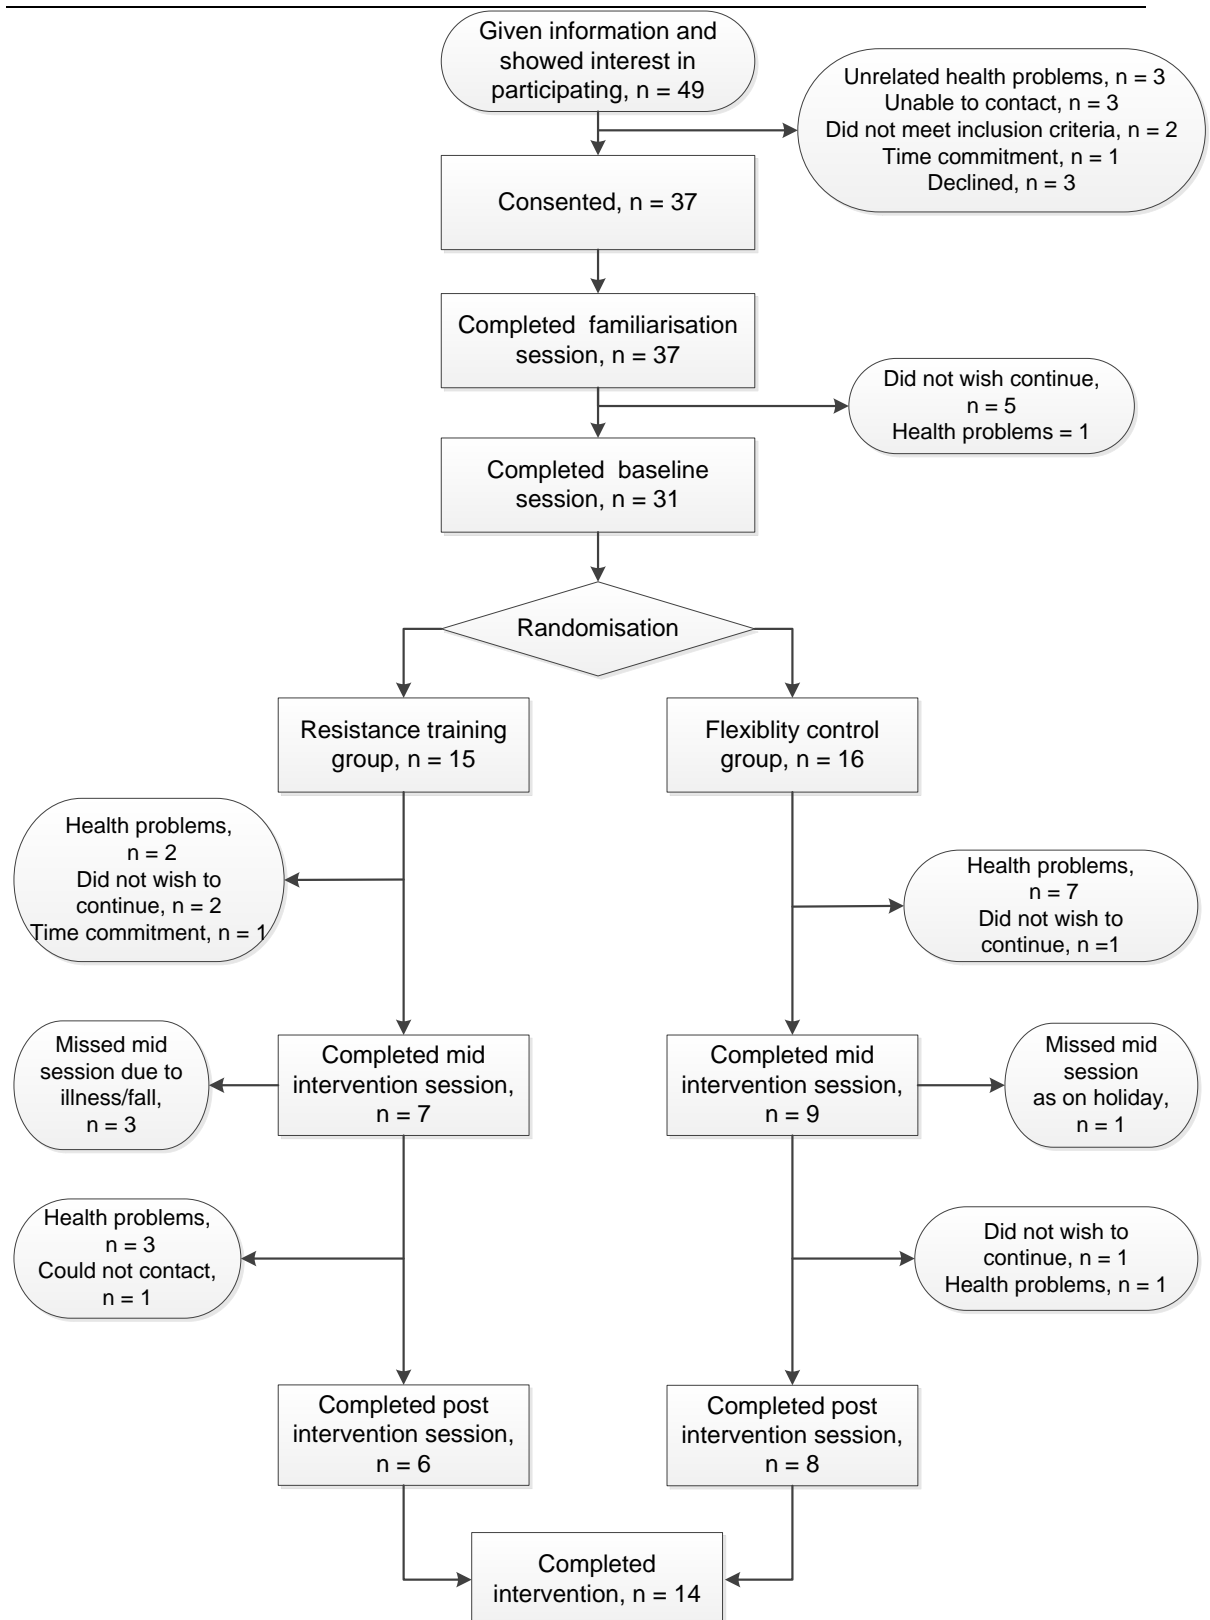 Given information and
showed interest in
participating, n = 49
Unrelated health problems, n = 3
Unable to contact, n = 3
Did not meet inclusion criteria, n = 2
Time commitment, n = 1
Declined, n = 3
Consented, n = 37
Completed familiarisation
session, n = 37
Did not wish continue,
n = 5
Health problems = 1
Completed baseline
session, n = 31
Randomisation
Resistance training
group, n = 15
Flexiblity control
group, n = 16
Health problems,
n = 2
Did not wish to
continue, n = 2
Time commitment, n = 1
Health problems,
n = 7
Did not wish to
continue, n =1
Missed mid
session due to
illness/fall,
n = 3
Completed mid
intervention session,
n = 7
Completed mid
intervention session,
n = 9
Missed mid
session
as on holiday,
n = 1
Health problems,
n = 3
Could not contact,
n = 1
Did not wish to
continue, n = 1
Health problems, n = 1
Completed post
intervention session,
n = 6
Completed post
intervention session,
n = 8
Completed
intervention, n = 14